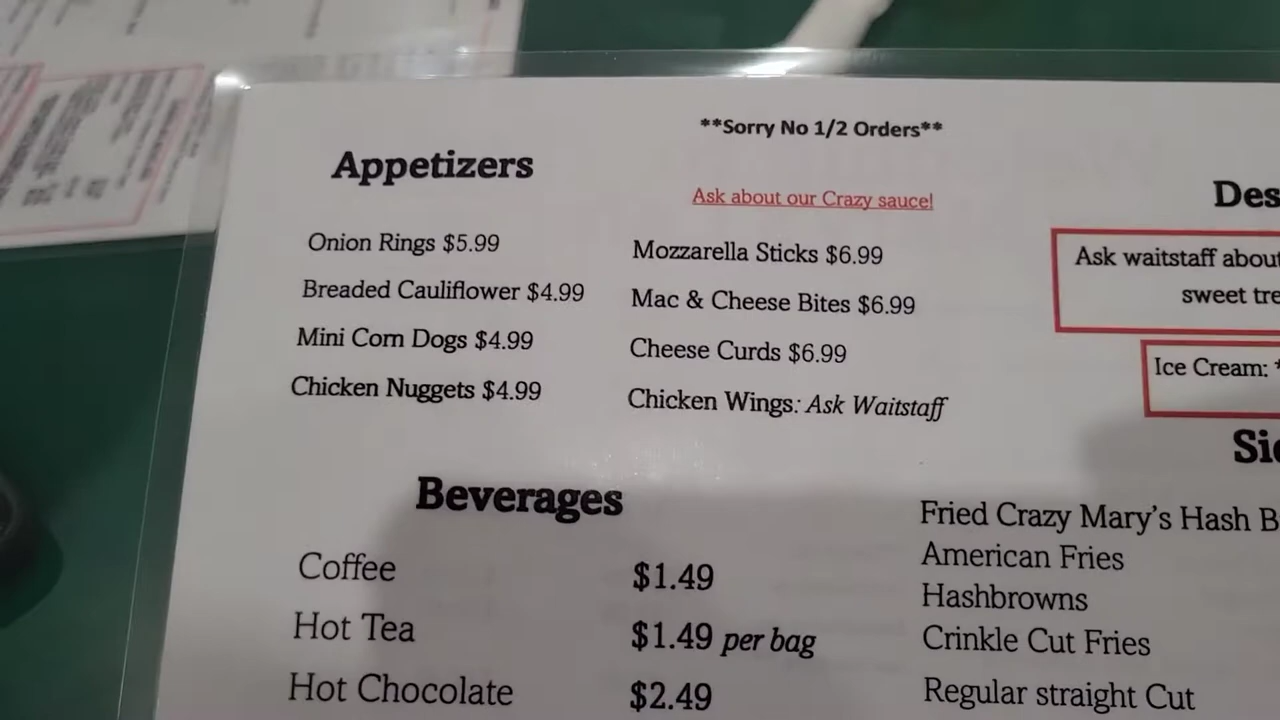 **Sorry No 1/2 Orders**
Appetizers
Ask about our Crazy sauce!
Onion Rings $5.99
Breaded Cauliflower $4.99
Mini Corn Dogs $4.99
Chicken Nuggets $4.99
Mozzarella Sticks $6.99
Mac & Cheese Bites $6.99
Cheese Curds $6.99
Chicken Wings: Ask Waitstaff
Beverages
Coffee $1.49
Hot Tea $1.49 per bag
Hot Chocolate $2.49
Des
Ask waitstaff about
sweet tre
Ice Cream: *
Sid
Fried Crazy Mary's Hash B
American Fries
Hashbrowns
Crinkle Cut Fries
Regular straight Cut